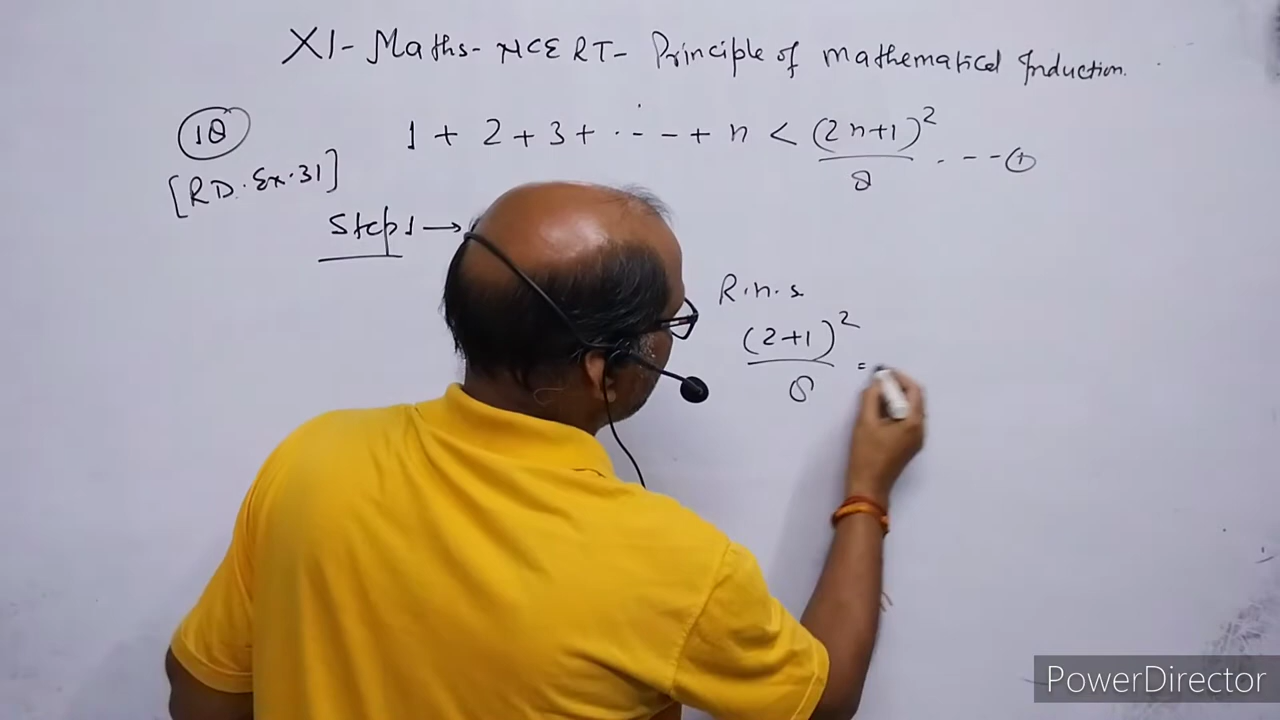 XI - Maths - NCERT - Principle of mathematical Induction.
18
1 + 2 + 3 + ... - - + n < (2n+1)² / 8 . - - - ①
[RD. Ex. 31]
Step 1 →
R.H.S
(2+1)² / 8 =
PowerDirector